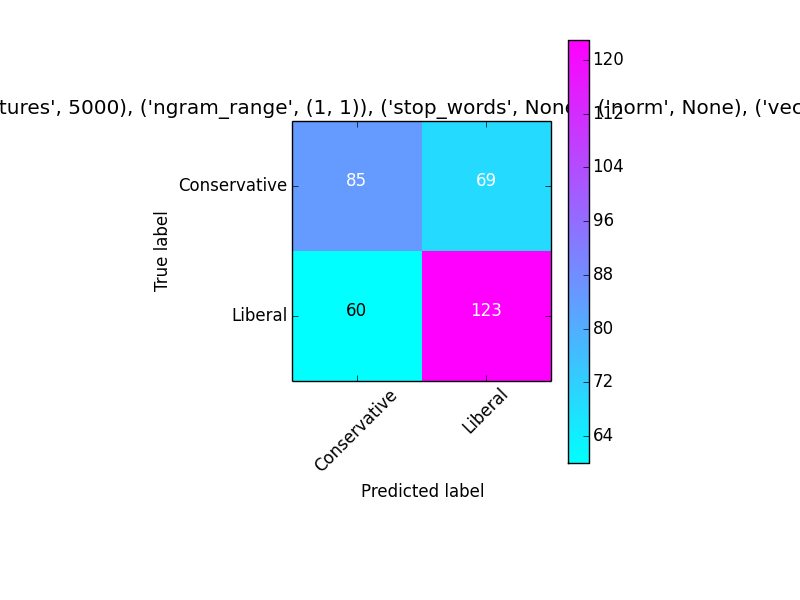 tures', 5000), ('ngram_range', (1, 1)), ('stop_words', None), ('norm', None), ('vec
120
112
104
96
88
80
72
64
Conservative
85
69
True label
Liberal
60
123
Conservative
Liberal
Predicted label